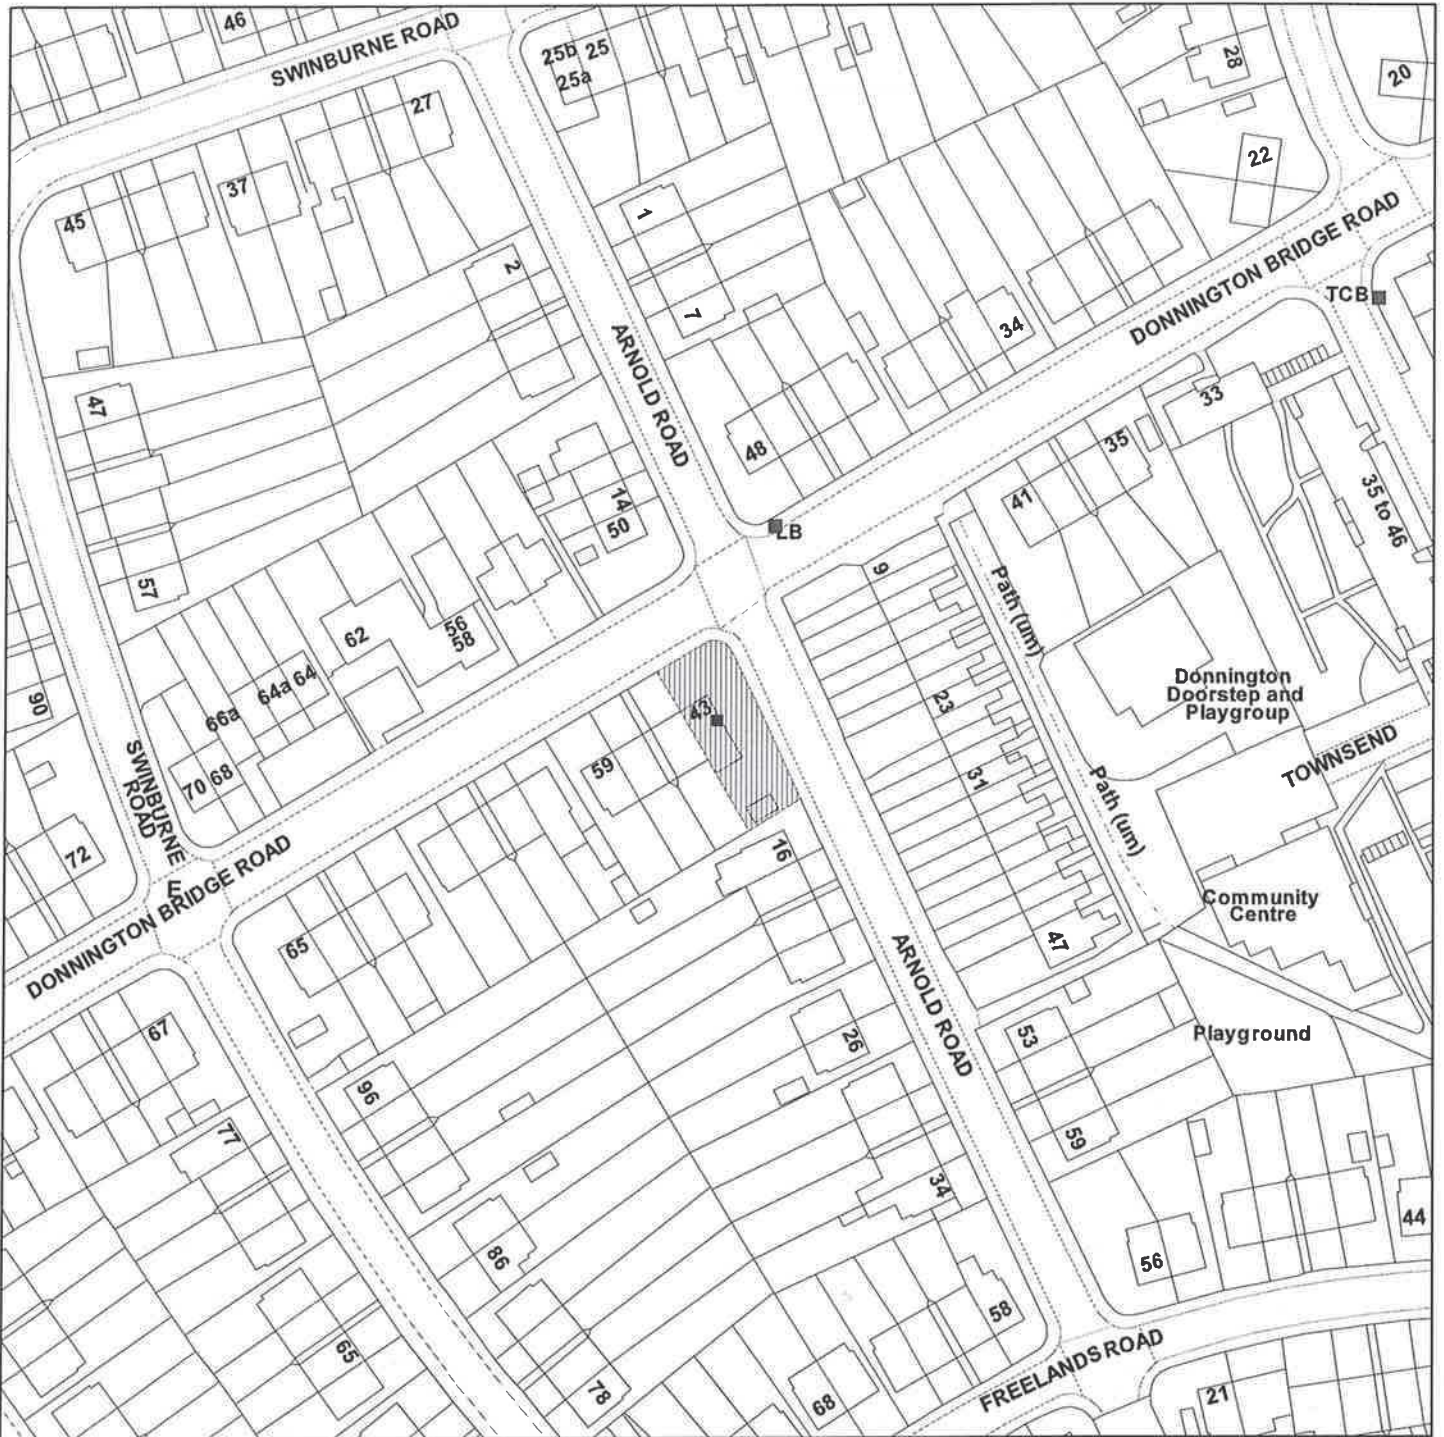 46
SWINBURNE ROAD
25b 25
25a
28
20
27
22
37
45
1
2
7
TCB
34
DONNINGTON BRIDGE ROAD
ARNOLD ROAD
33
47
48
35
41
14
50
LB
35 to 46
9
57
Path (um)
62
56
58
64a 64
66a
90
43
23
Donnington
Doorstep and
Playgroup
SWINBURNE
ROAD
59
31
TOWNSEND
70 68
Path (um)
72
16
E
DONNINGTON BRIDGE ROAD
Community
Centre
65
47
ARNOLD ROAD
67
26
53
Playground
96
77
59
34
86
44
56
58
65
78
68
FREELANDS ROAD
21